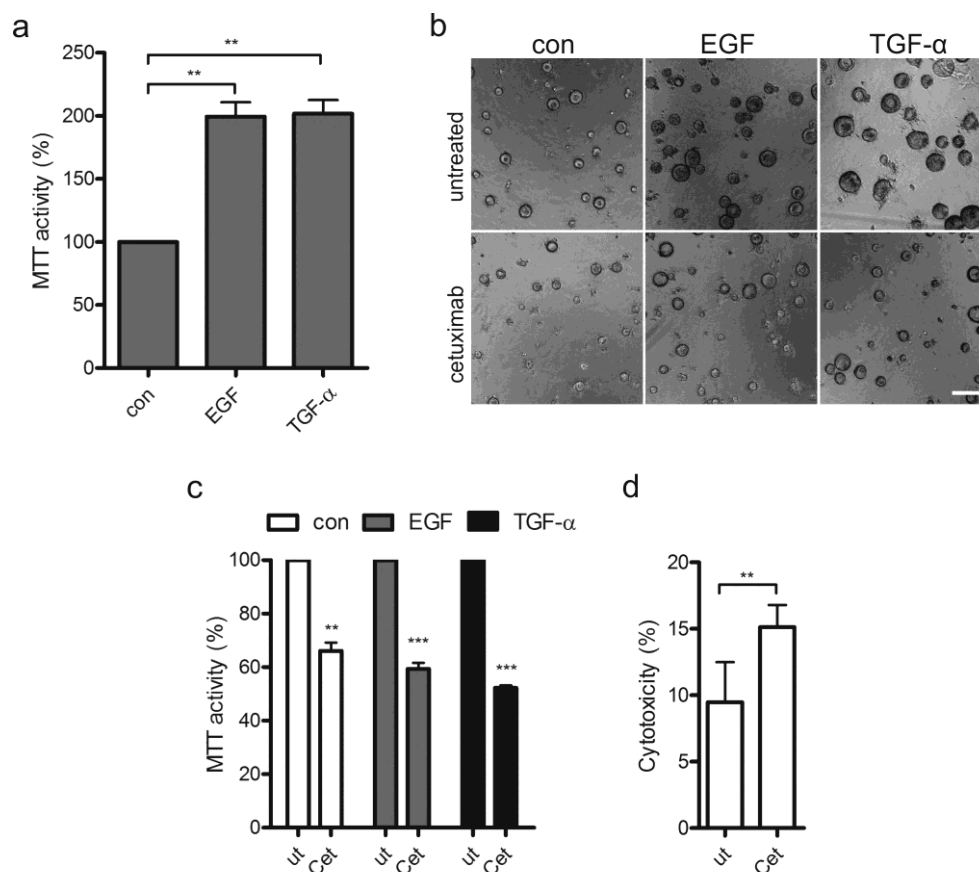 a
MTT activity (%)
250
200
150
100
50
0
**
**
con
EGF
TGF-α
b
con
EGF
TGF-α
untreated
cetuximab
c
con
EGF
TGF-α
MTT activity (%)
100
80
60
40
20
0
**
***
***
ut
Cet
ut
Cet
ut
Cet
d
Cytotoxicity (%)
20
15
10
5
0
**
ut
Cet